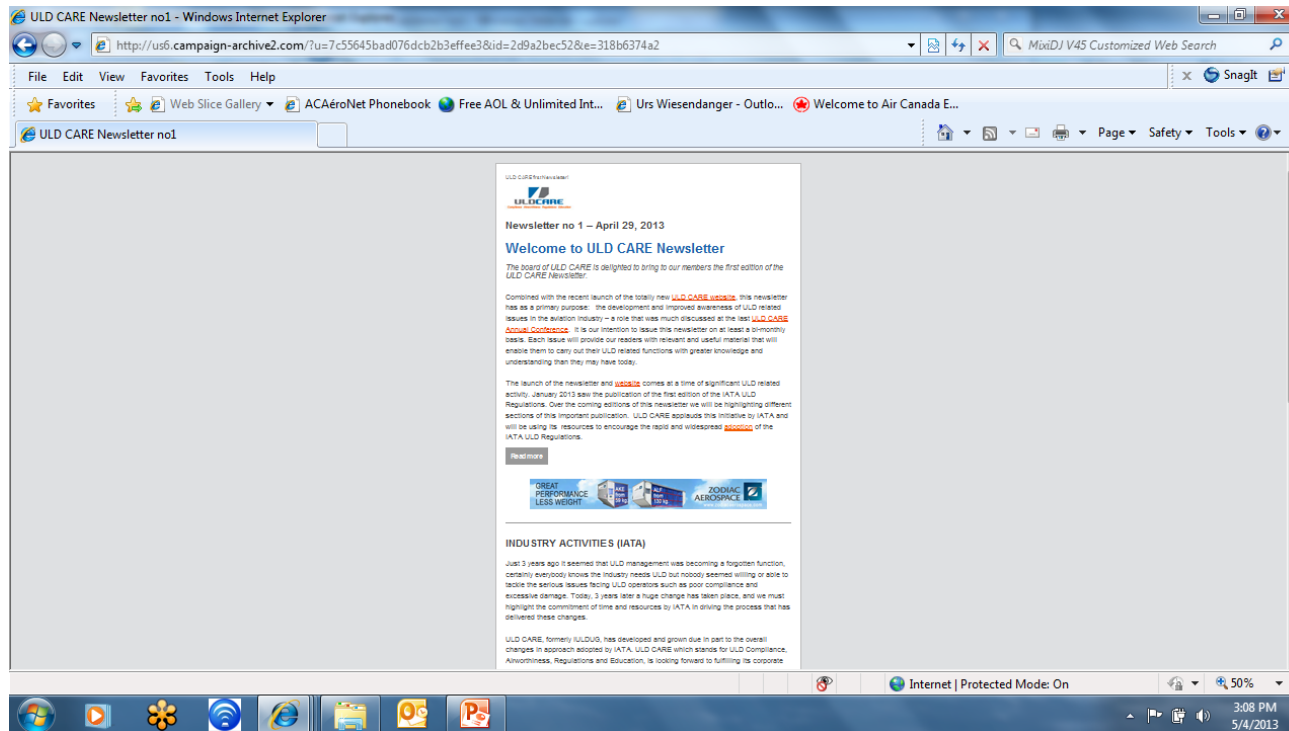 ULD CARE Newsletter no1 - Windows Internet Explorer
http://us6.campaign-archive2.com/?u=7c55645bad076dcb2b3effee3&id=2d9a2bec52&e=318b6374a2
MixiDJ V45 Customized Web Search
File Edit View Favorites Tools Help
x SnagIt
Favorites Web Slice Gallery ACAéroNet Phonebook Free AOL & Unlimited Int... Urs Wiesendanger - Outlo... Welcome to Air Canada E...
ULD CARE Newsletter no1
Page Safety Tools
ULD CARE first Newsletter!
ULDCARE
Newsletter no 1 – April 29, 2013
Welcome to ULD CARE Newsletter
The board of ULD CARE is delighted to bring to our members the first edition of the
ULD CARE Newsletter.
Combined with the recent launch of the totally new ULD CARE website, this newsletter
has as a primary purpose: the development and improved awareness of ULD related
issues in the aviation industry – a role that was much discussed at the last ULD CARE
Annual Conference. It is our intention to issue this newsletter on at least a bi-monthly
basis. Each issue will provide our readers with relevant and useful material that will
enable them to carry out their ULD related functions with greater knowledge and
understanding than they may have today.
The launch of the newsletter and website comes at a time of significant ULD related
activity. January 2013 saw the publication of the first edition of the IATA ULD
Regulations. Over the coming editions of this newsletter we will be highlighting different
sections of this important publication. ULD CARE applauds this initiative by IATA and
will be using its resources to encourage the rapid and widespread adoption of the
IATA ULD Regulations.
Read more
GREAT
PERFORMANCE
LESS WEIGHT
AKE
from
59 kg
ALF
from
100 kg
ZODIAC
AEROSPACE
INDUSTRY ACTIVITIES (IATA)
Just 3 years ago it seemed that ULD management was becoming a forgotten function,
certainly everybody knows the industry needs ULD but nobody seemed willing or able to
tackle the serious issues facing ULD operators such as poor compliance and
excessive damage. Today, 3 years later a huge change has taken place, and we must
highlight the commitment of time and resources by IATA in driving the process that has
delivered these changes.
ULD CARE, formerly IULDUG, has developed and grown due in part to the overall
changes in approach adopted by IATA. ULD CARE which stands for ULD Compliance,
Airworthiness, Regulations and Education, is looking forward to fulfilling its corporate
Internet | Protected Mode: On
50%
3:08 PM
5/4/2013